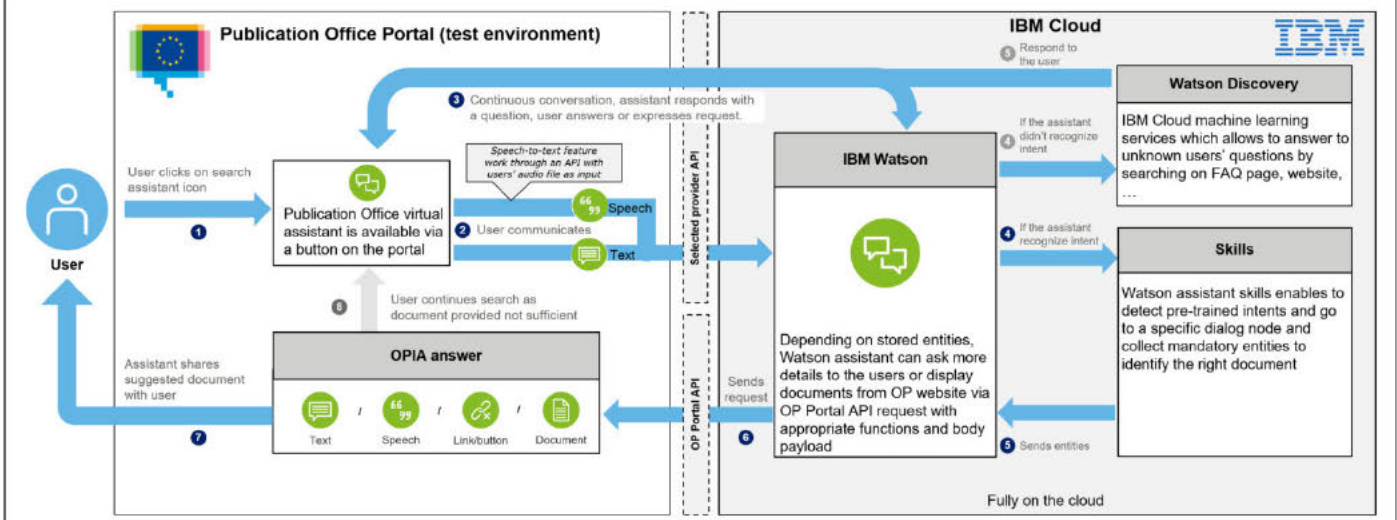 Publication Office Portal (test environment)
IBM Cloud
IBM
5 Respond to
the user
Watson Discovery
IBM Cloud machine learning
services which allows to answer to
unknown users' questions by
searching on FAQ page, website,
...
3 Continuous conversation, assistant responds with
a question, user answers or expresses request.
If the assistant
didn't recognize
intent
4
Speech-to-text feature
work through an API with
users' audio file as input
User clicks on search
assistant icon
1
User
Publication Office virtual
assistant is available via
a button on the portal
66
99 Speech
2 User communicates
Text
Selected provider API
IBM Watson
Depending on stored entities,
Watson assistant can ask more
details to the users or display
documents from OP website via
OP Portal API request with
appropriate functions and body
payload
4 If the assistant
recognize intent
Skills
Watson assistant skills enables to
detect pre-trained intents and go
to a specific dialog node and
collect mandatory entities to
identify the right document
5 Sends entities
Sends
request
6
OP Portal API
8
User continues search as
document provided not sufficient
OPIA answer
/ 66
99 / /
Text Speech Link/button Document
Assistant shares
suggested document
with user
7
Fully on the cloud